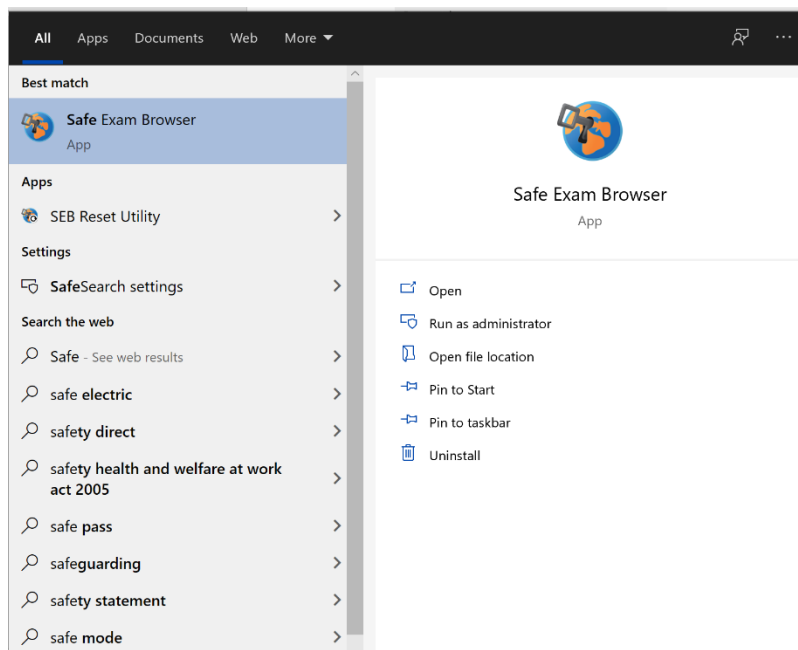 All Apps Documents Web More
Best match
Safe Exam Browser
App
Apps
SEB Reset Utility
Settings
SafeSearch settings
Search the web
Safe - See web results
safe electric
safety direct
safety health and welfare at work
act 2005
safe pass
safeguarding
safety statement
safe mode
Safe Exam Browser
App
Open
Run as administrator
Open file location
Pin to Start
Pin to taskbar
Uninstall